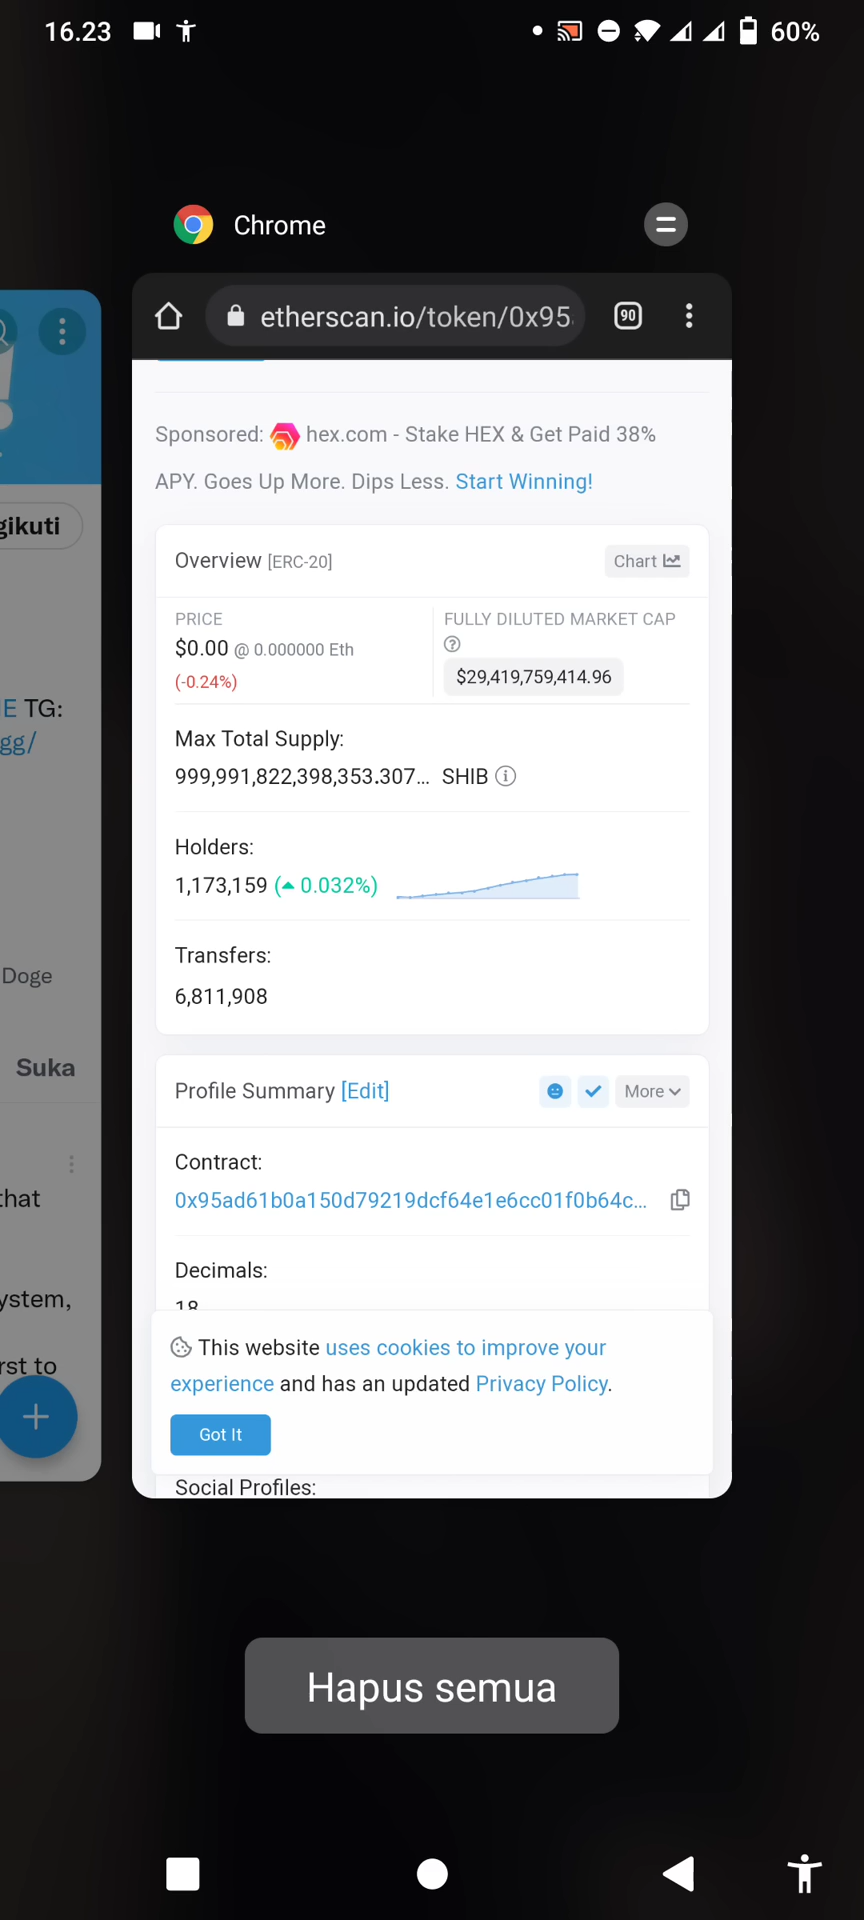 16.23
60%
Chrome
etherscan.io/token/0x95
90
Sponsored: hex.com - Stake HEX & Get Paid 38%
APY. Goes Up More. Dips Less. Start Winning!
gikuti
Overview [ERC-20]
Chart
PRICE
$0.00 @ 0.000000 Eth
(-0.24%)
FULLY DILUTED MARKET CAP
$29,419,759,414.96
E TG:
gg/
Max Total Supply:
999,991,822,398,353.307... SHIB
Holders:
1,173,159 (0.032%)
Transfers:
6,811,908
Doge
Suka
Profile Summary [Edit]
More
Contract:
0x95ad61b0a150d79219dcf64e1e6cc01f0b64c...
that
Decimals:
18
ystem,
rst to
This website uses cookies to improve your
experience and has an updated Privacy Policy.
Got It
Social Profiles:
Hapus semua